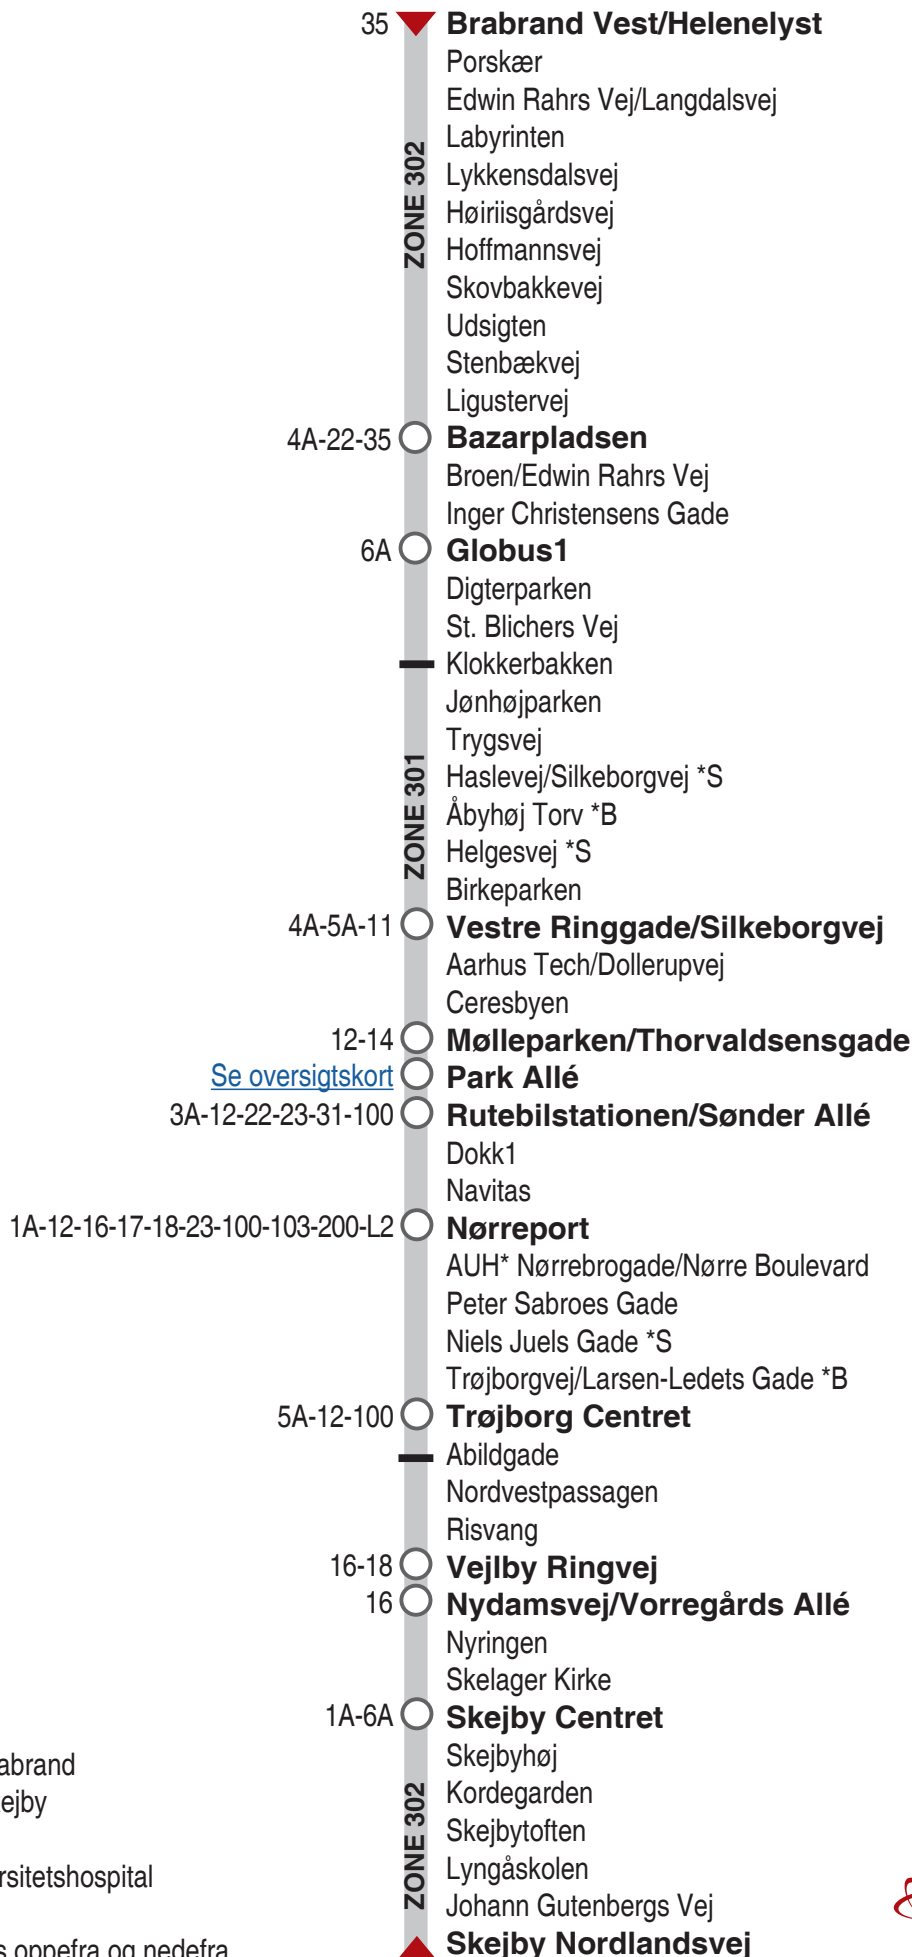 35 Brabrand Vest/Helenelyst
Porskær
Edwin Rahrs Vej/Langdalsvej
Labyrinten
Lykkensdalsvej
Høiriisgårdsvej
Hoffmannsvej
Skovbakkevej
Udsigten
Stenbækvej
Ligustervej
ZONE 302
4A-22-35 Bazarpladsen
Broen/Edwin Rahrs Vej
Inger Christensens Gade
6A Globus1
Digterparken
St. Blichers Vej
Klokkerbakken
Jønhøjparken
Trygsvej
Haslevej/Silkeborgvej *S
Åbyhøj Torv *B
Helgesvej *S
Birkeparken
ZONE 301
4A-5A-11 Vestre Ringgade/Silkeborgvej
Aarhus Tech/Dollerupvej
Ceresbyen
12-14 Mølleparken/Thorvaldsensgade
Se oversigtskort Park Allé
3A-12-22-23-31-100 Rutebilstationen/Sønder Allé
Dokk1
Navitas
1A-12-16-17-18-23-100-103-200-L2 Nørreport
AUH* Nørrebrogade/Nørre Boulevard
Peter Sabroes Gade
Niels Juels Gade *S
Trøjborgvej/Larsen-Ledets Gade *B
5A-12-100 Trøjborg Centret
Abildgade
Nordvestpassagen
Risvang
16-18 Vejlby Ringvej
16 Nydamsvej/Vorregårds Allé
Nyringen
Skelager Kirke
1A-6A Skejby Centret
Skejbyhøj
Kordegarden
Skejbytoften
Lyngåskolen
Johann Gutenbergs Vej
Skejby Nordlandsvej
ZONE 302
abrand
ejby
rsitetshospital
s oppefra og nedefra